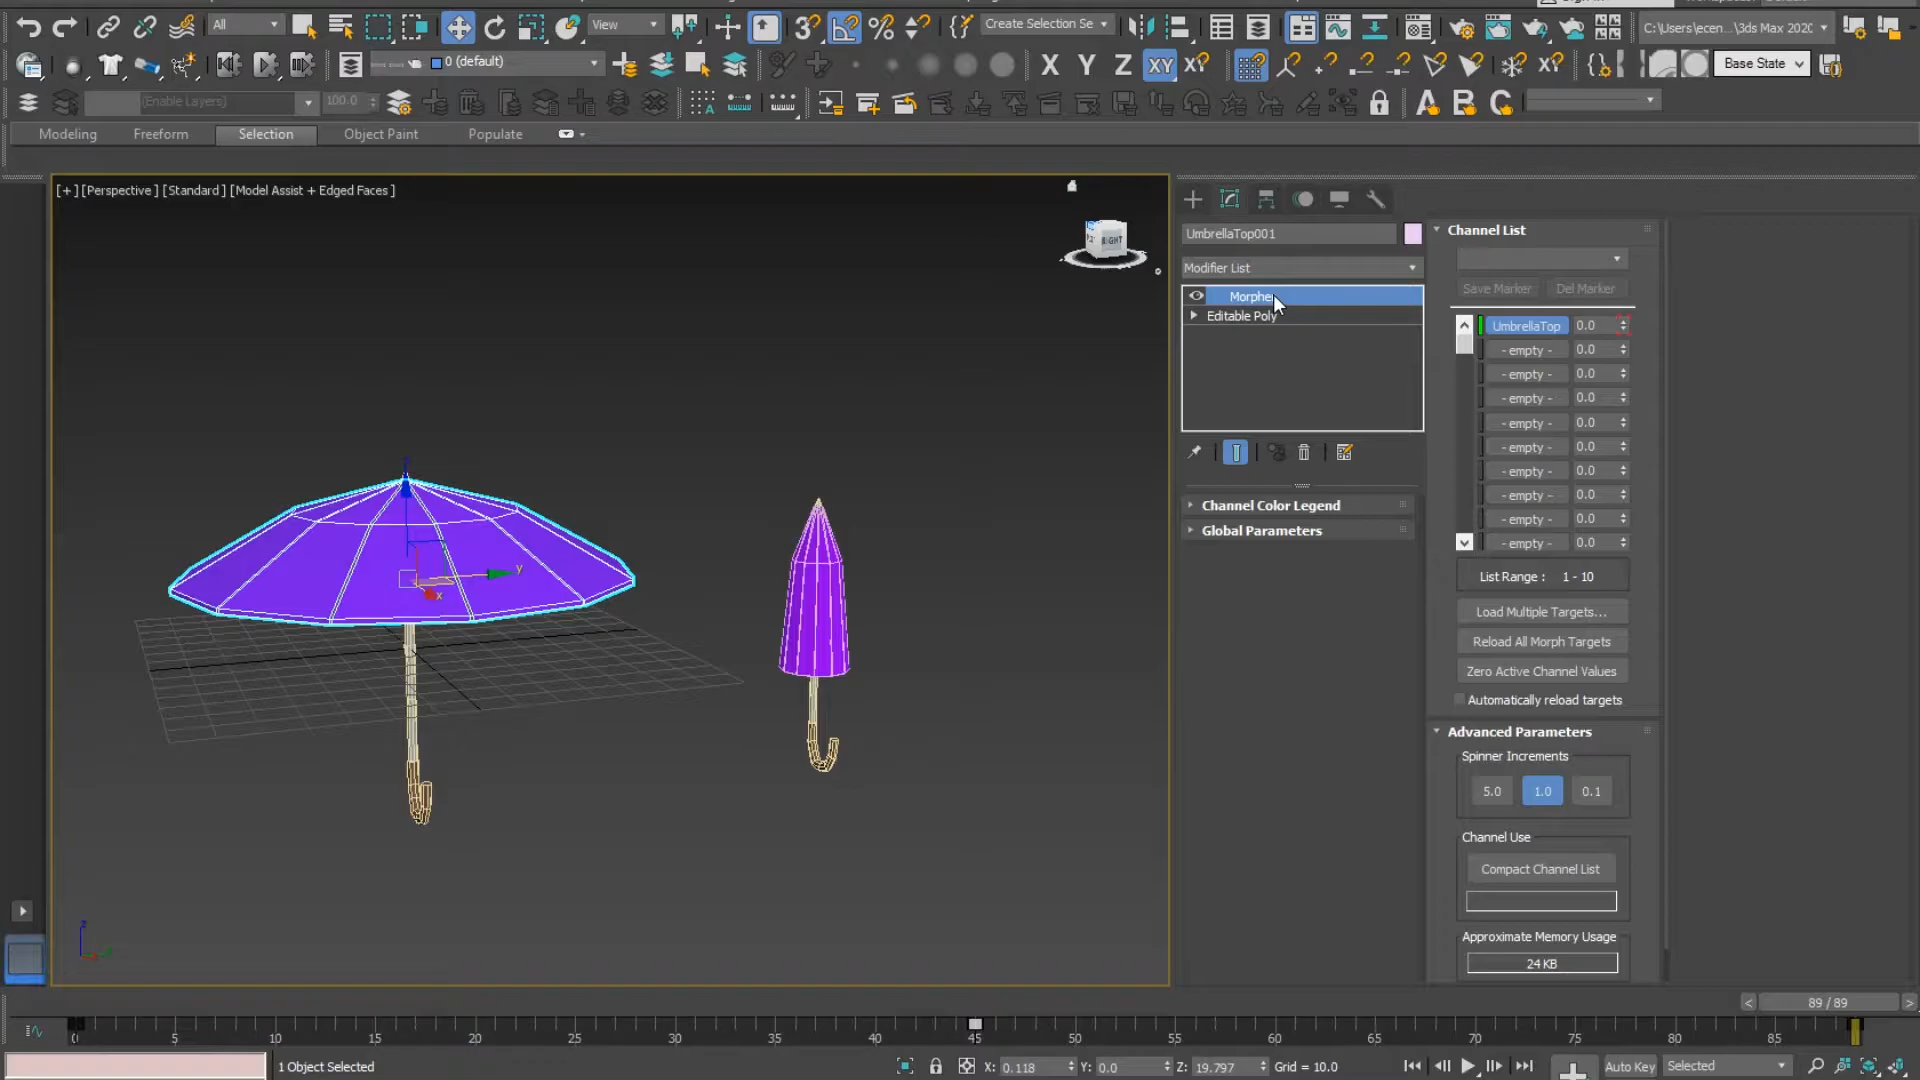 All
View
Create Selection Se
C:\Users\ecen...\3ds Max 2020
0 (default)
X Y Z XY
Base State
(Enable Layers) 100.0
A B C
Modeling Freeform Selection Object Paint Populate
[+] [Perspective ] [Standard ] [Model Assist + Edged Faces ]
RIGHT
UmbrellaTop001
Modifier List
Morpher
Editable Poly
Channel Color Legend
Global Parameters
Channel List
Save Marker Del Marker
UmbrellaTop 0.0
- empty - 0.0
- empty - 0.0
- empty - 0.0
- empty - 0.0
- empty - 0.0
- empty - 0.0
- empty - 0.0
- empty - 0.0
- empty - 0.0
List Range : 1 - 10
Load Multiple Targets...
Reload All Morph Targets
Zero Active Channel Values
Automatically reload targets
Advanced Parameters
Spinner Increments
5.0 1.0 0.1
Channel Use
Compact Channel List
Approximate Memory Usage
24 KB
y
x
z
< 89 / 89 >
5 10 15 20 25 30 35 40 45 50 55 60 65 70 75 80 85
1 Object Selected
X: 0.118 Y: 0.0 Z: 19.797 Grid = 10.0
Auto Key Selected